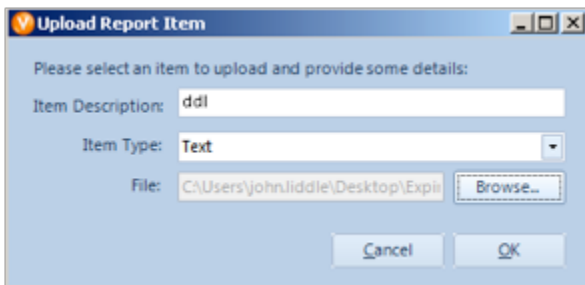 Upload Report Item
Please select an item to upload and provide some details:
Item Description: ddl
Item Type: Text
File: C:\Users\john.liddle\Desktop\Expir Browse...
Cancel OK